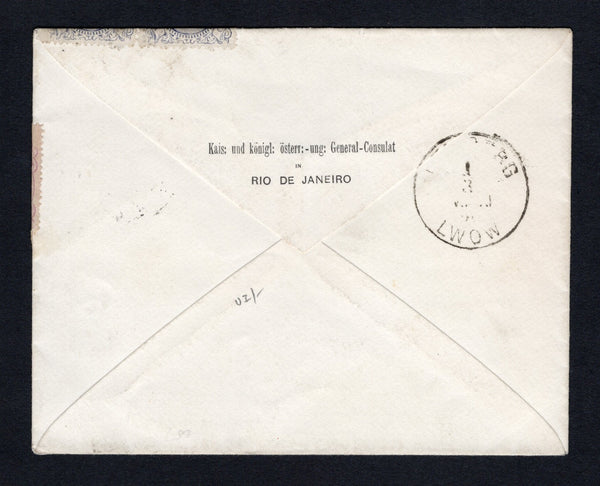 Kais: und königl: österr:-ung: General-Consulat
IN
RIO DE JANEIRO
LWOW